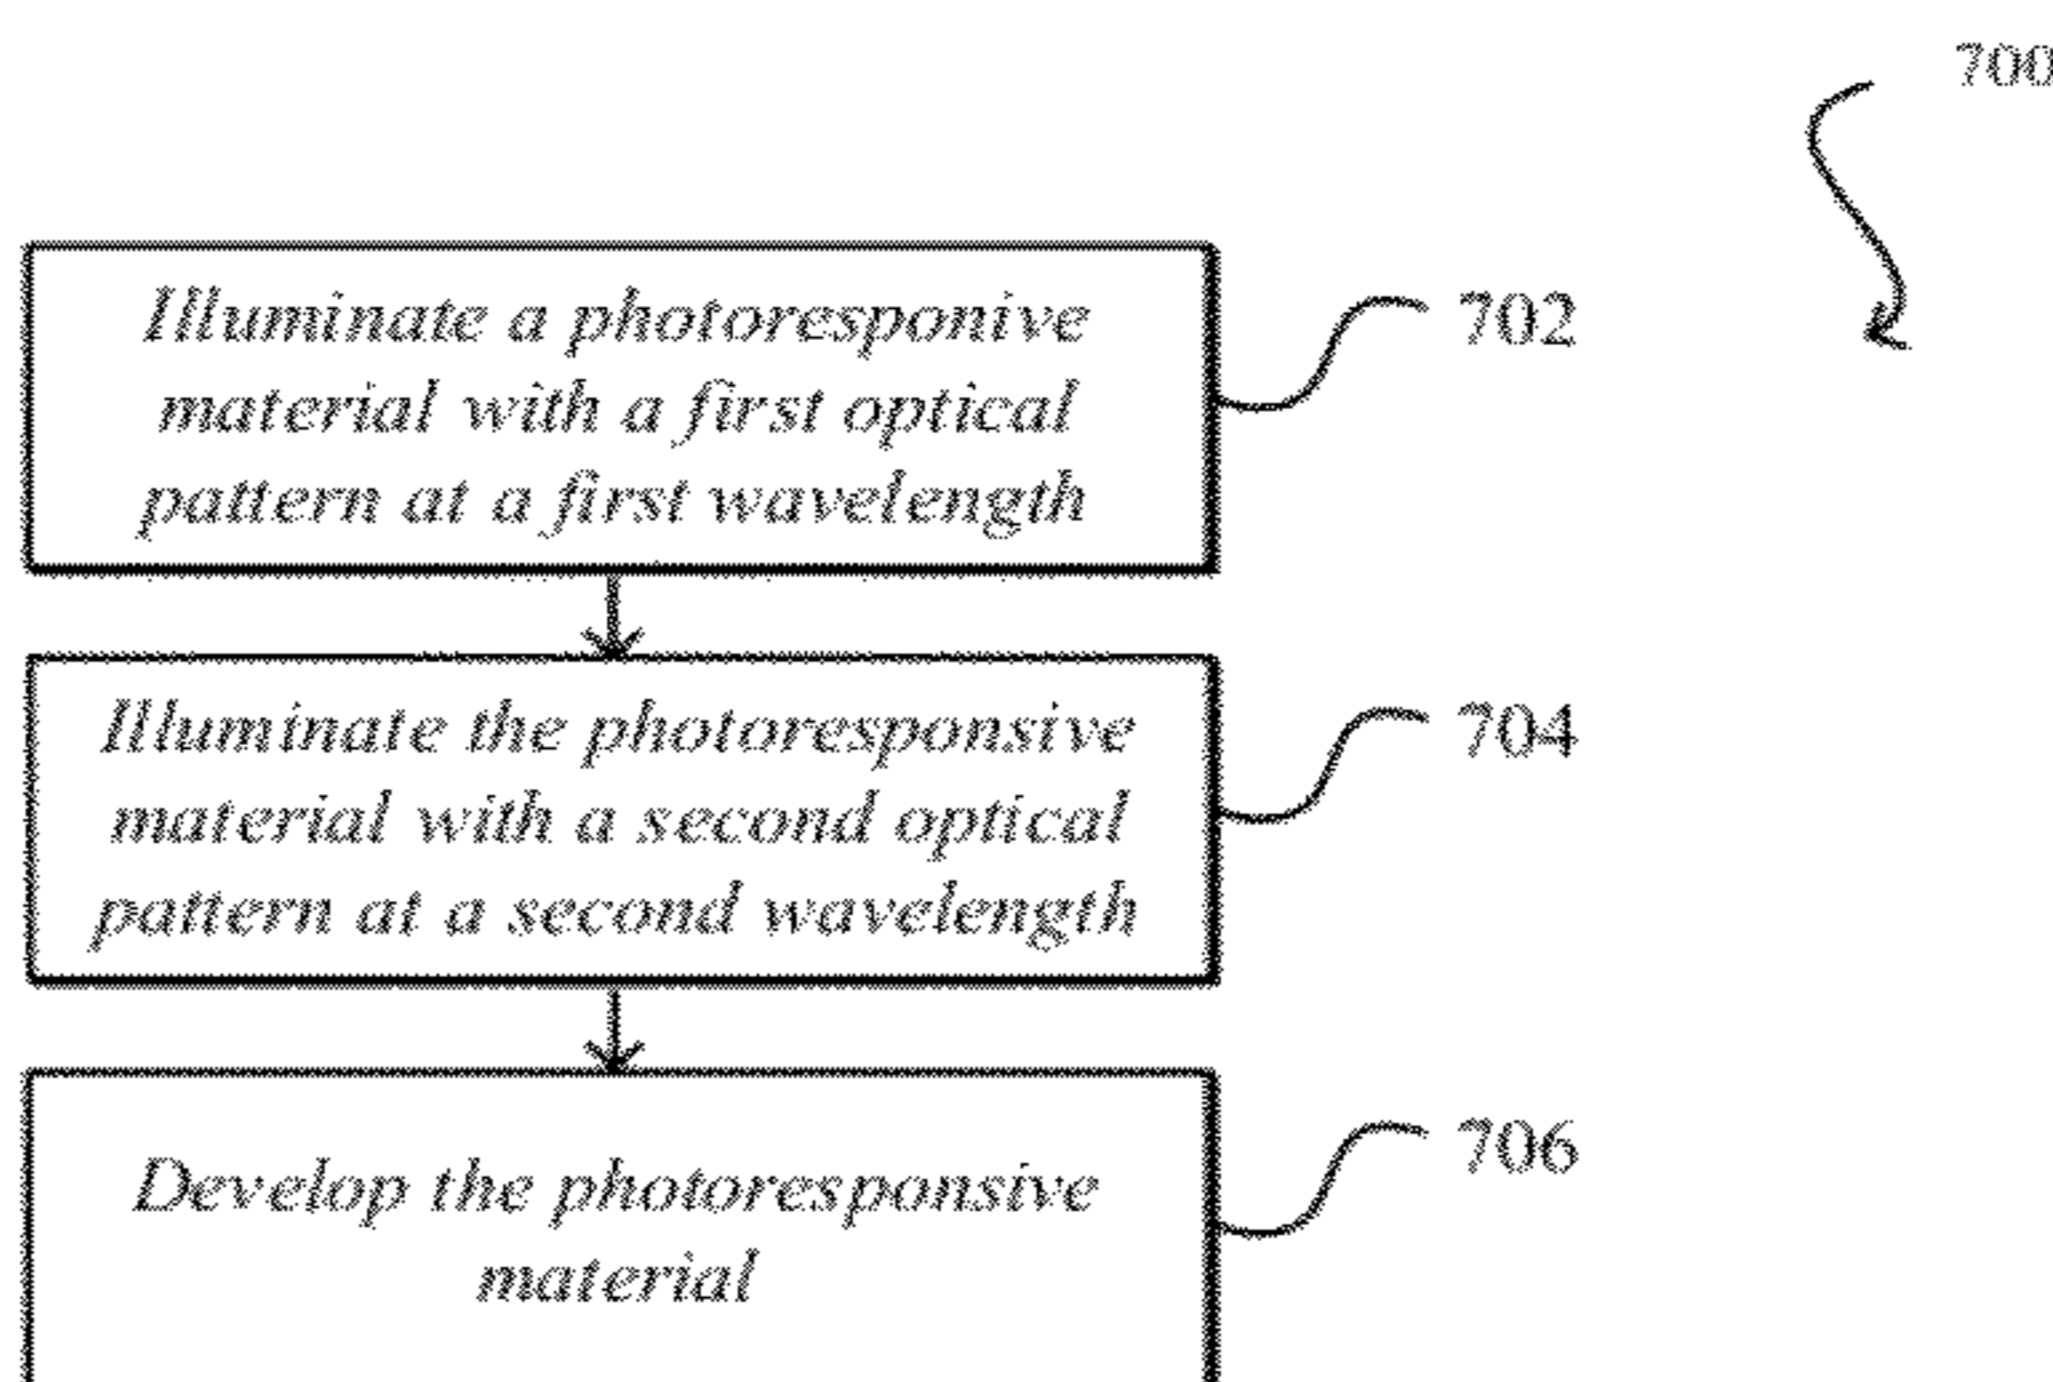 700
Illuminate a photoresponive
material with a first optical
pattern at a first wavelength
702
Illuminate the photoresponsive
material with a second optical
pattern at a second wavelength
704
Develop the photoresponsive
material
706